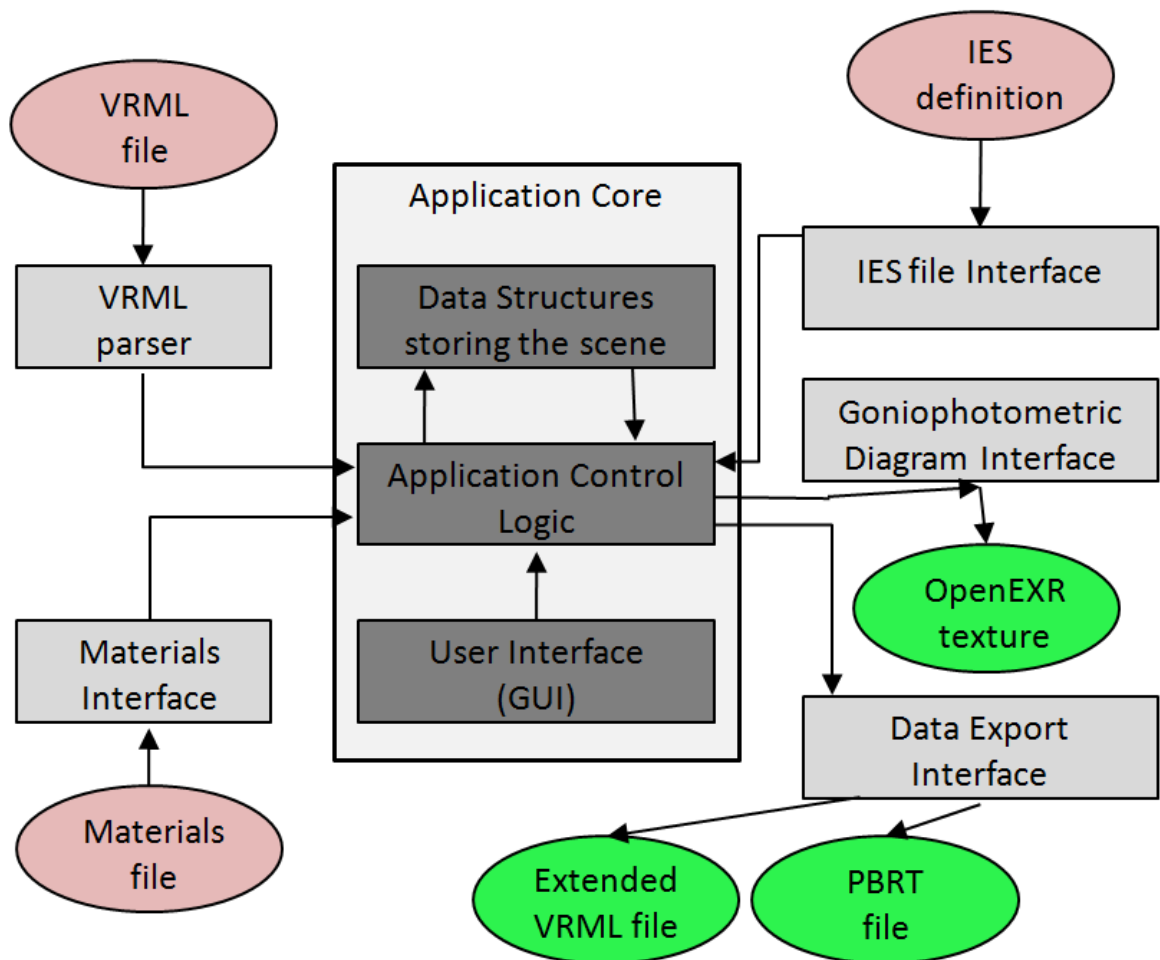 VRML
file
IES
definition
Application Core
VRML
parser
Data Structures
storing the scene
IES file Interface
Goniophotometric
Diagram Interface
Application Control
Logic
OpenEXR
texture
Materials
Interface
User Interface
(GUI)
Data Export
Interface
Materials
file
Extended
VRML file
PBRT
file